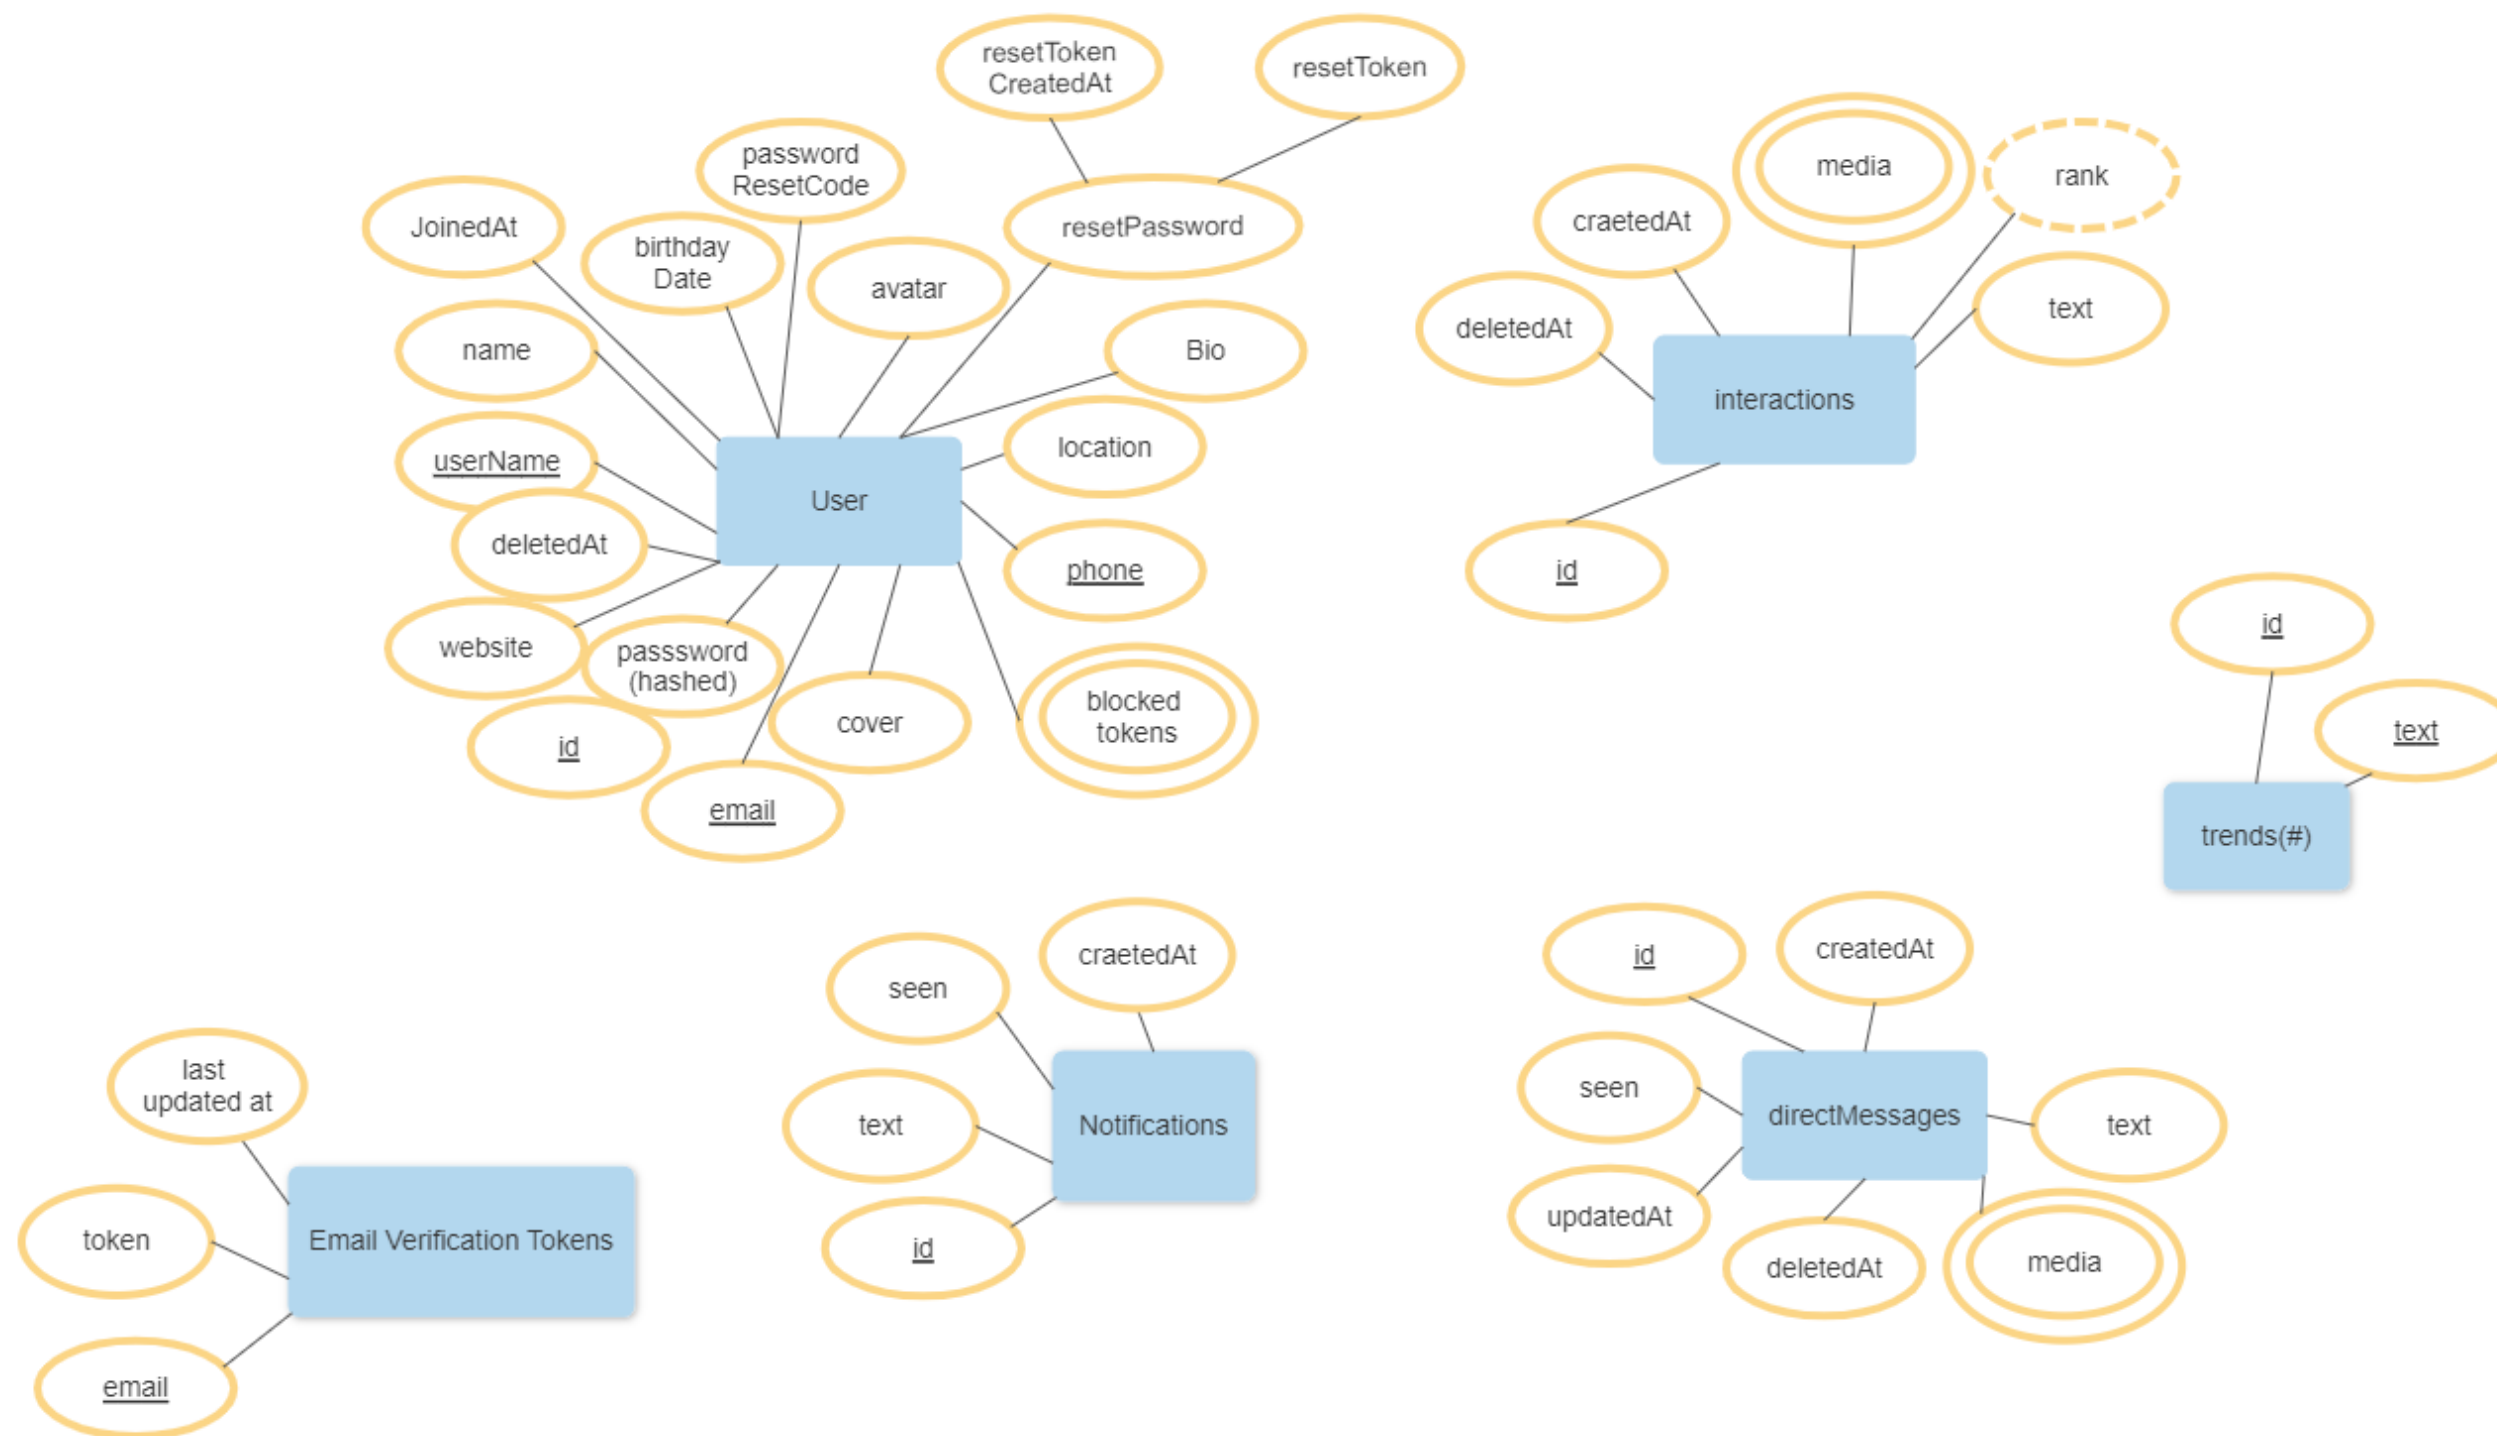 resetToken
CreatedAt
resetToken
password
ResetCode
media
rank
JoinedAt
birthday
Date
avatar
resetPassword
craetedAt
text
deletedAt
name
Bio
interactions
userName
location
User
deletedAt
phone
id
website
passsword
(hashed)
blocked
tokens
id
cover
email
id
text
trends(#)
seen
craetedAt
id
createdAt
last
updated at
seen
directMessages
text
text
Notifications
updatedAt
deletedAt
media
token
Email Verification Tokens
id
email